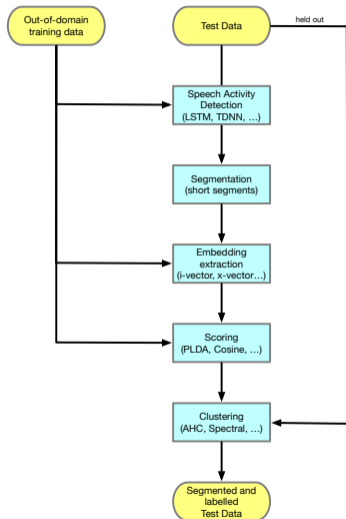 Out-of-domain
training data
Test Data
held out
Speech Activity
Detection
(LSTM, TDNN, ...)
Segmentation
(short segments)
Embedding
extraction
(i-vector, x-vector...)
Scoring
(PLDA, Cosine, ...)
Clustering
(AHC, Spectral, ...)
Segmented and
labelled
Test Data